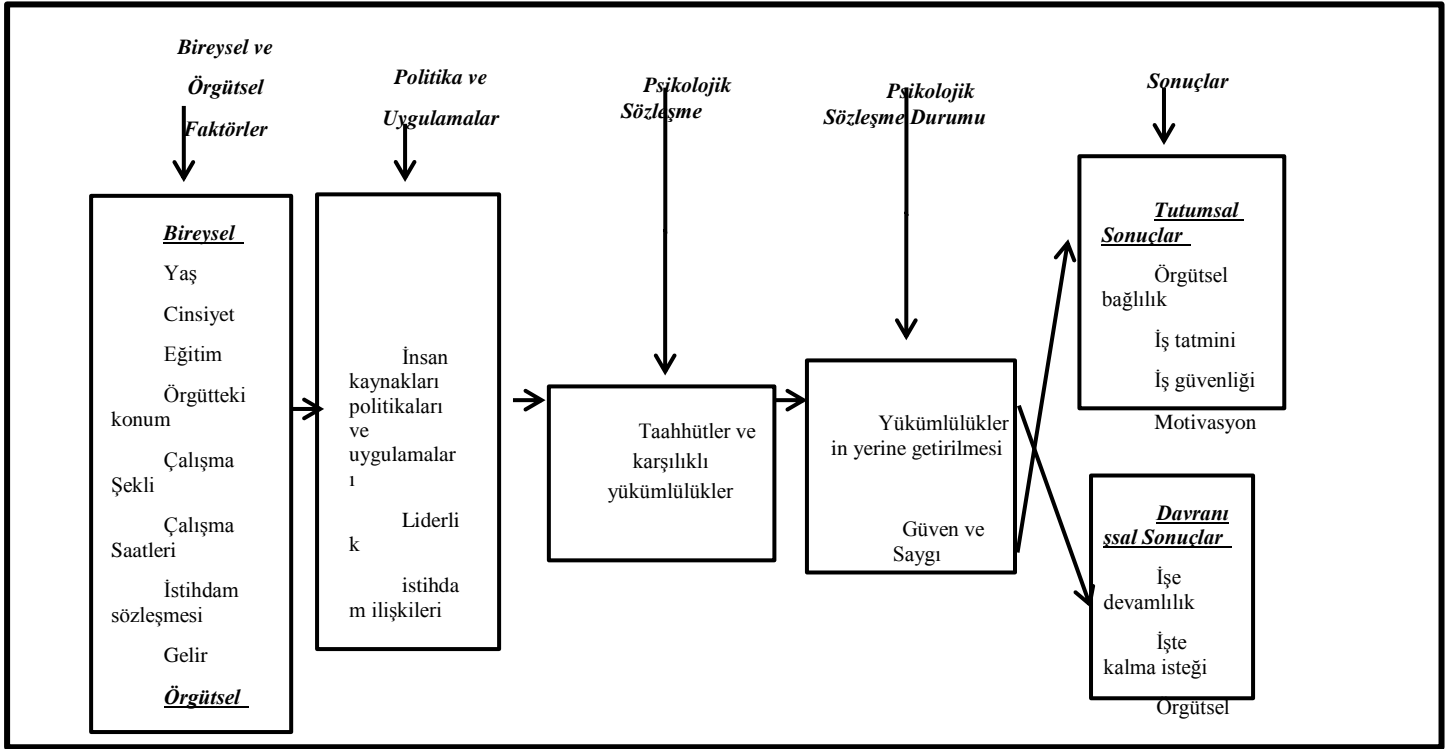 Bireysel ve
Örgütsel
Faktörler
Politika ve
Uygulamalar
Psikolojik
Sözleşme
Psikolojik
Sözleşme Durumu
Sonuçlar
Bireysel
Yaş
Cinsiyet
Eğitim
Örgütteki
konum
Çalışma
Şekli
Çalışma
Saatleri
İstihdam
sözleşmesi
Gelir
Örgütsel
İnsan
kaynakları
politikaları
ve
uygulamalar
ı
Liderli
k
istihda
m ilişkileri
Taahhütler ve
karşılıklı
yükümlülükler
Yükümlülükler
in yerine getirilmesi
Güven ve
Saygı
Tutumsal
Sonuçlar
Örgütsel
bağlılık
İş tatmini
İş güvenliği
Motivasyon
Davranı
şsal Sonuçlar
İşe
devamlılık
İşte
kalma isteği
Orgütsel